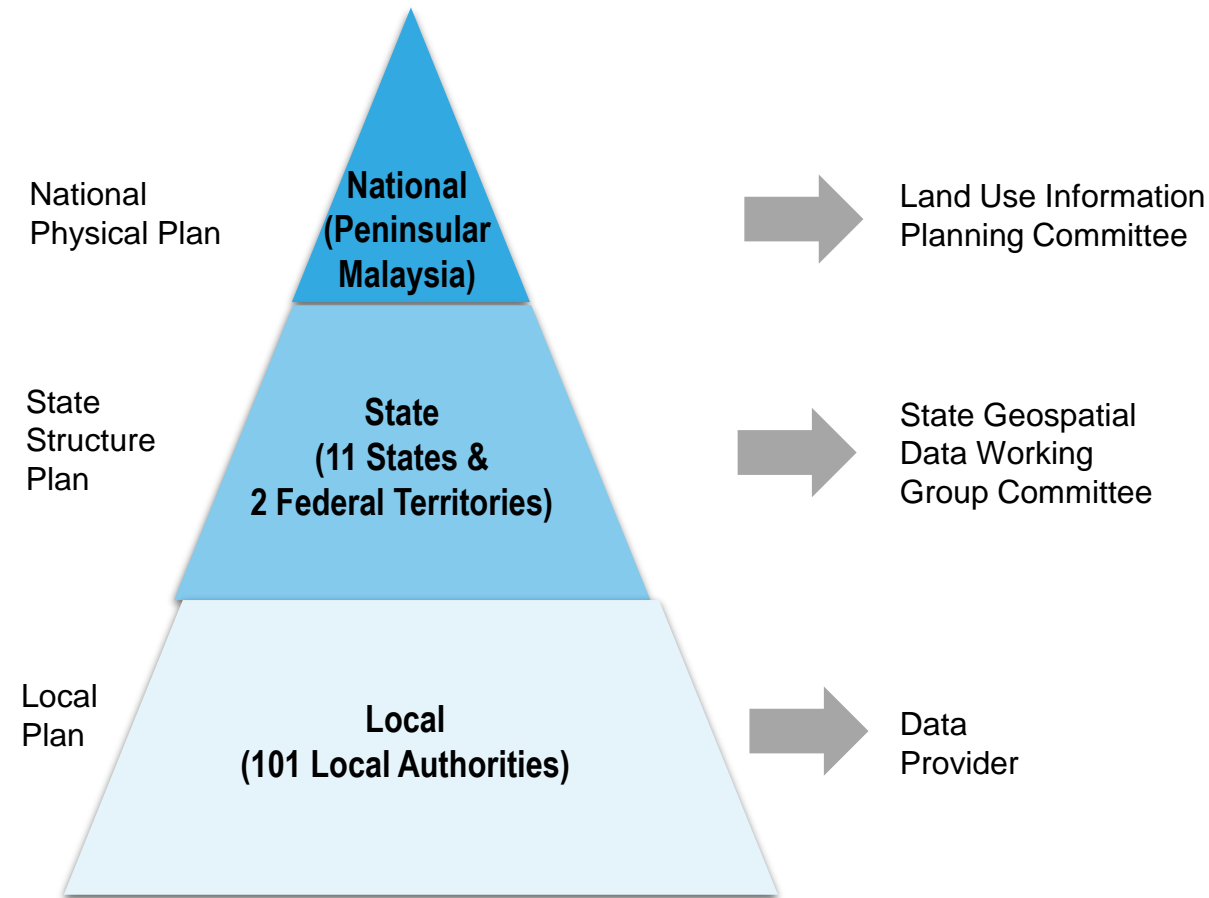 National
Physical Plan
National
(Peninsular
Malaysia)
Land Use Information
Planning Committee
State
Structure
Plan
State
(11 States &
2 Federal Territories)
State Geospatial
Data Working
Group Committee
Local
Plan
Local
(101 Local Authorities)
Data
Provider